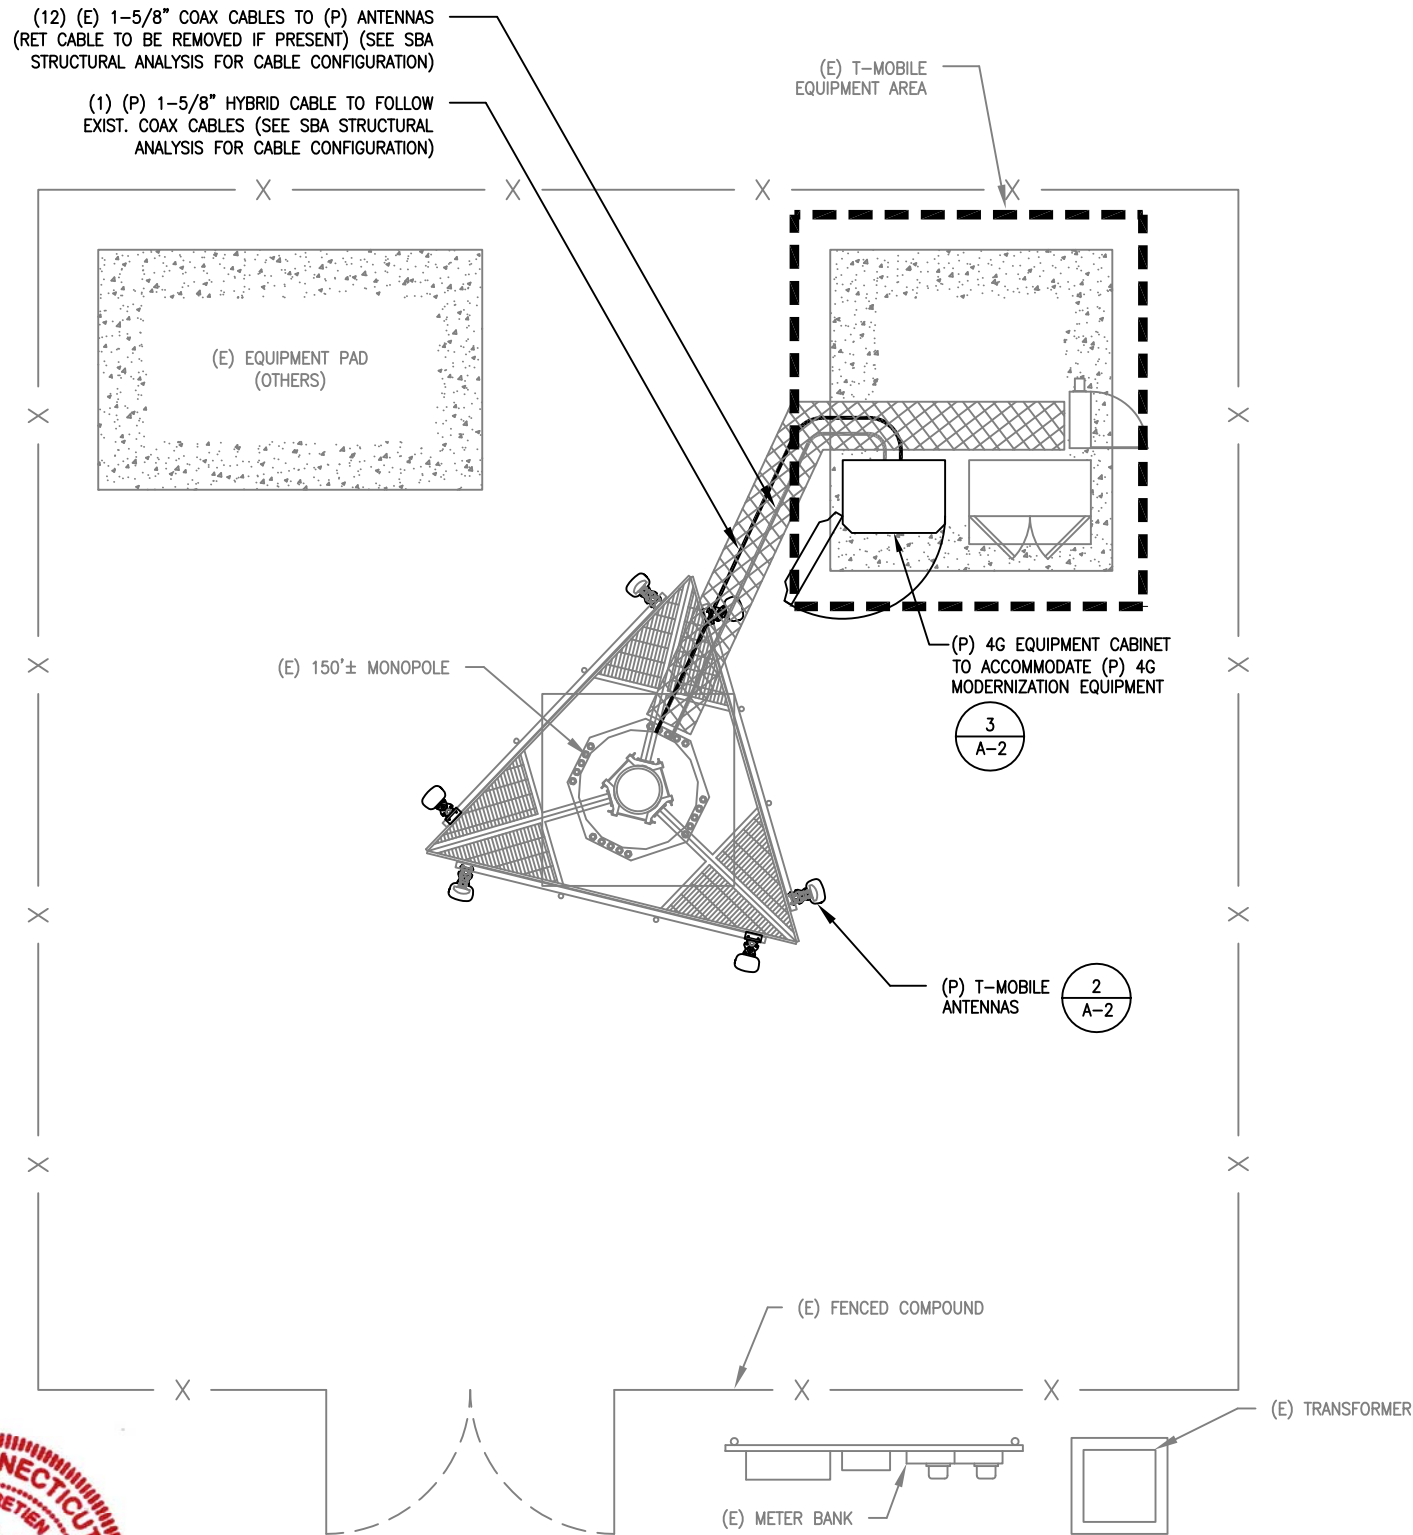 (12) (E) 1-5/8" COAX CABLES TO (P) ANTENNAS
(RET CABLE TO BE REMOVED IF PRESENT) (SEE SBA
STRUCTURAL ANALYSIS FOR CABLE CONFIGURATION)
(1) (P) 1-5/8" HYBRID CABLE TO FOLLOW
EXIST. COAX CABLES (SEE SBA STRUCTURAL
ANALYSIS FOR CABLE CONFIGURATION)
(E) T-MOBILE
EQUIPMENT AREA
(E) EQUIPMENT PAD
(OTHERS)
(E) 150'± MONOPOLE
(P) 4G EQUIPMENT CABINET
TO ACCOMMODATE (P) 4G
MODERNIZATION EQUIPMENT
3
A-2
(P) T-MOBILE
ANTENNAS
2
A-2
(E) FENCED COMPOUND
(E) TRANSFORMER
(E) METER BANK